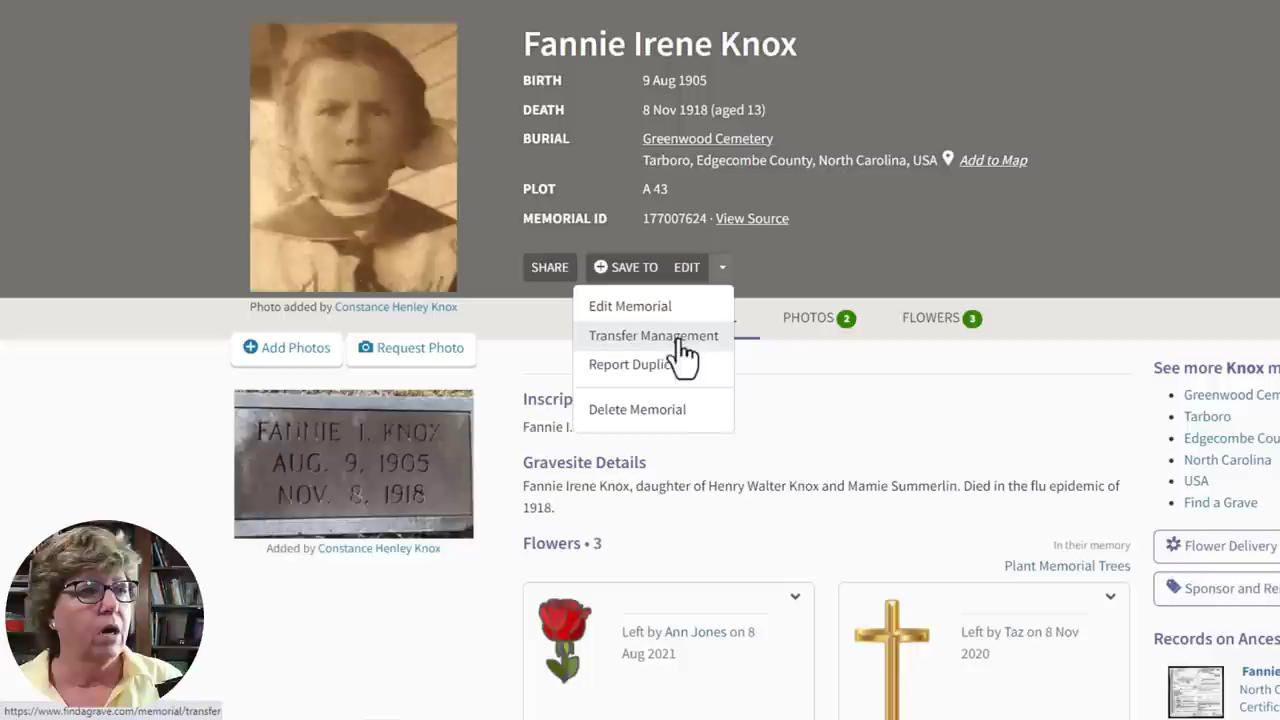 Fannie Irene Knox
BIRTH 9 Aug 1905
DEATH 8 Nov 1918 (aged 13)
BURIAL Greenwood Cemetery
Tarboro, Edgecombe County, North Carolina, USA Add to Map
PLOT A 43
MEMORIAL ID 177007624 · View Source
SHARE SAVE TO EDIT
Photo added by Constance Henley Knox
Edit Memorial
Transfer Management
Report
Delete Memorial
PHOTOS 2 FLOWERS 3
Add Photos Request Photo
FANNIE I. KNOX
AUG. 9, 1905
NOV. 8, 1918
Added by Constance Henley Knox
Fannie I.
Gravesite Details
Fannie Irene Knox, daughter of Henry Walter Knox and Mamie Summerlin. Died in the flu epidemic of
1918.
Flowers • 3
In their memory
Plant Memorial Trees
Left by Ann Jones on 8
Aug 2021
Left by Taz on 8 Nov
2020
See more Knox
Greenwood
Tarboro
Edgecombe
North Carolina
USA
Find a Grave
Flower Delivery
Sponsor and
Records on
Fannie
North
https://www.findagrave.com/memorial/transfer